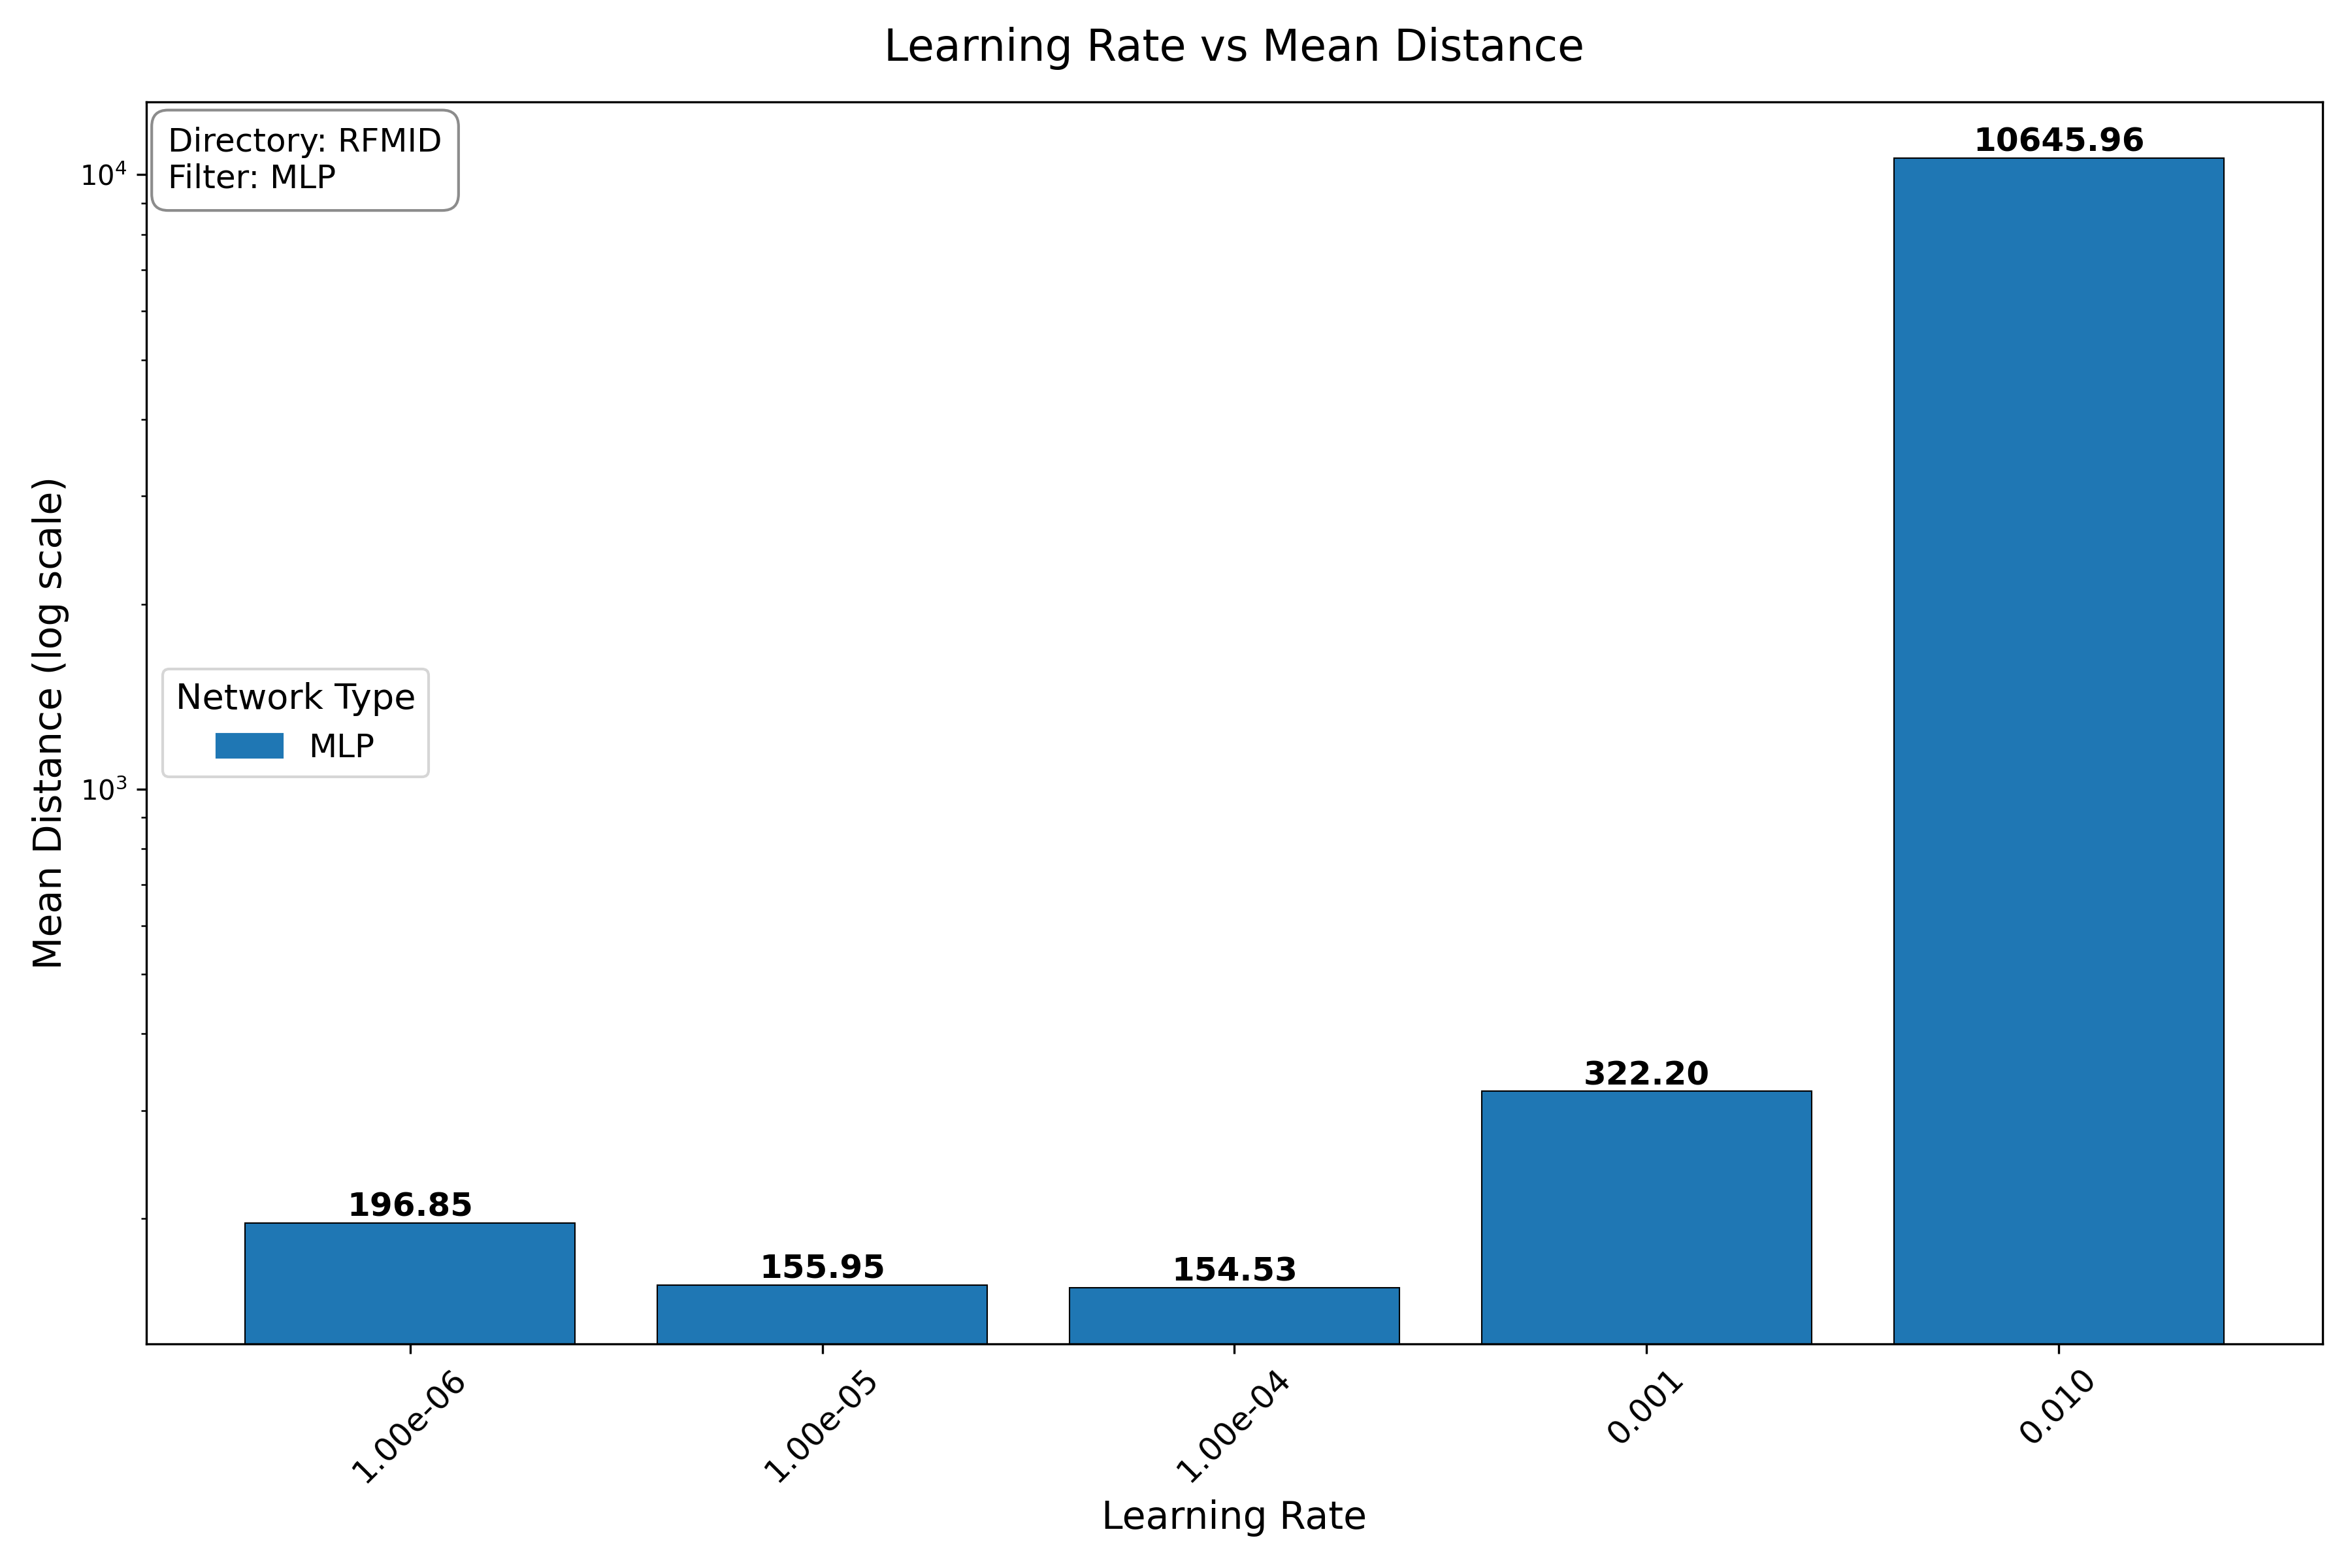 Learning Rate vs Mean Distance
Directory: RFMID
Filter: MLP
10⁴
10³
Mean Distance (log scale)
Network Type
MLP
196.85
155.95
154.53
322.20
10645.96
1.00e-06
1.00e-05
1.00e-04
0.001
0.010
Learning Rate